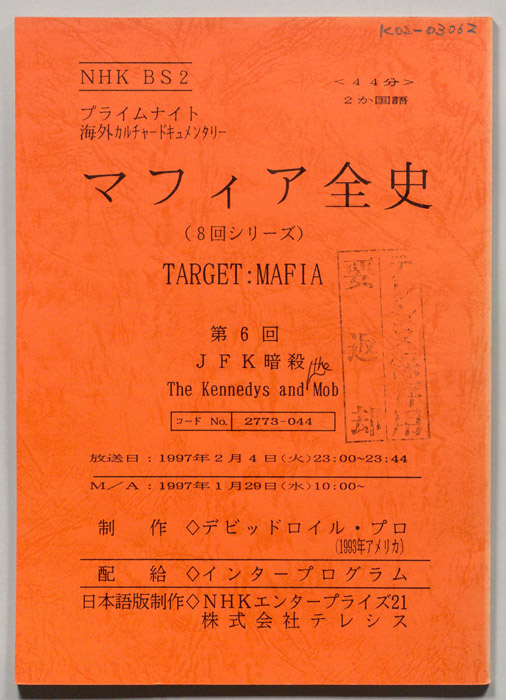 K02-03062
NHK BS2
<44分>
2か国語
プライムナイト
海外カルチャードキュメンタリー
マフィア全史
(8回シリーズ)
TARGET:MAFIA
要返却
第6回
JFK暗殺
the
The Kennedys and Mob
コード No. 2773-044
放送日:1997年2月4日(火)23:00~23:44
M/A:1997年1月29日(水)10:00~
制 作 ◇デビッドロイル・プロ
(1993年アメリカ)
配 給 ◇インタープログラム
日本語版制作◇NHKエンタープライズ21
株式会社テレシス